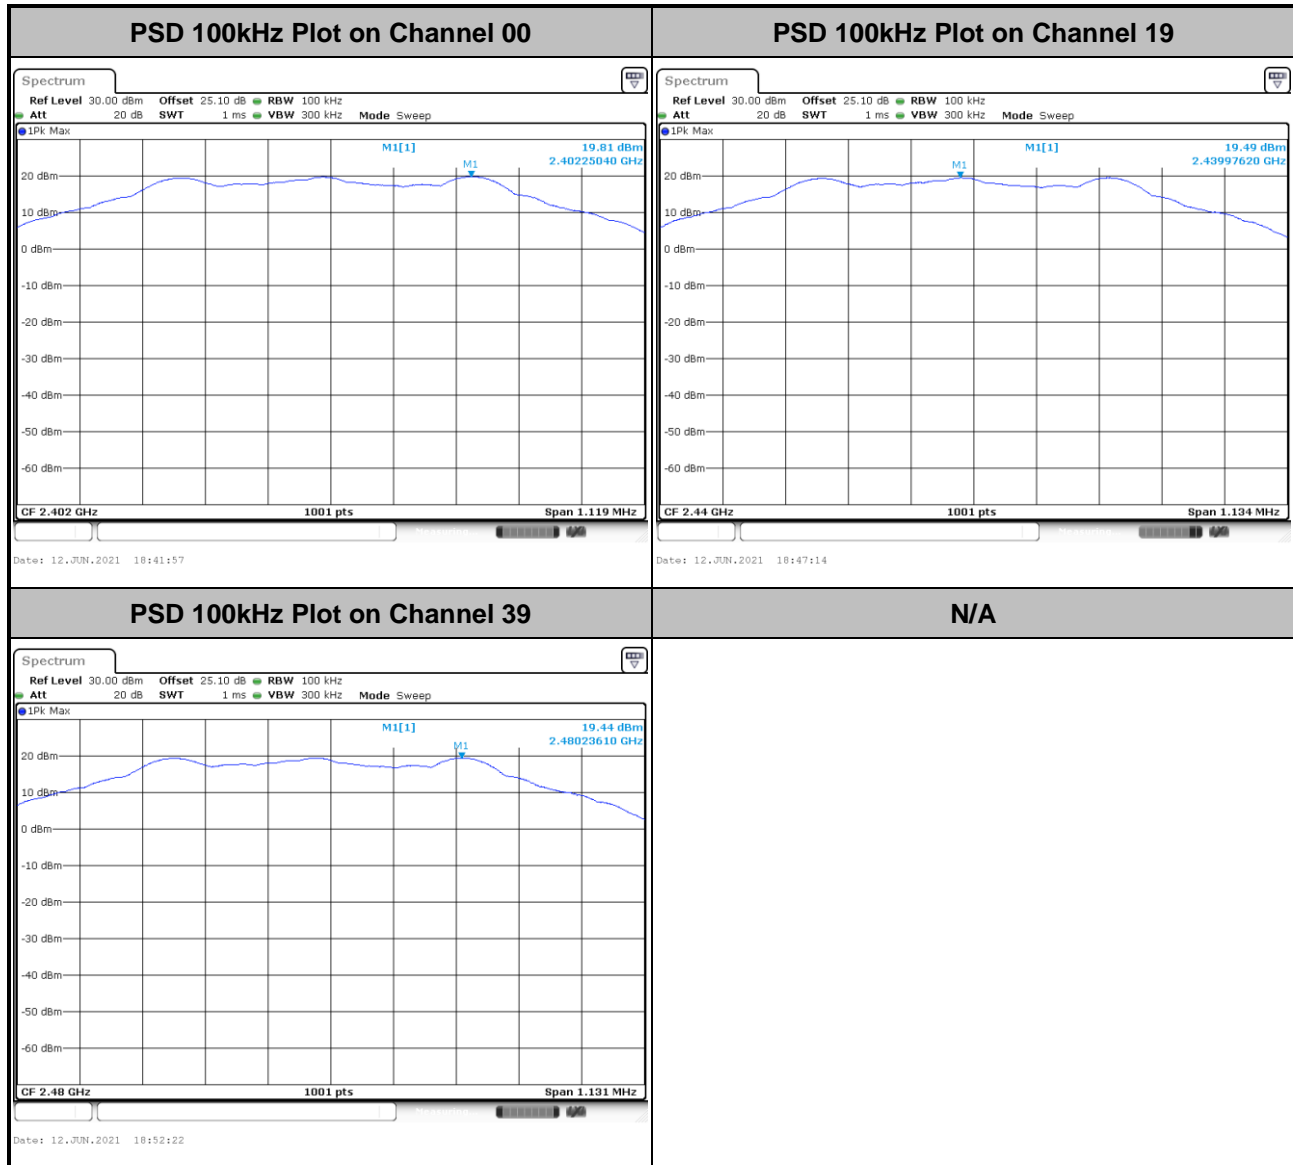 PSD 100kHz Plot on Channel 00
Spectrum
Ref Level 30.00 dBm Offset 25.10 dB RBW 100 kHz
Att 20 dB SWT 1 ms VBW 300 kHz Mode Sweep
1Pk Max
M1[1] 19.81 dBm
2.40225040 GHz
M1
20 dBm
10 dBm
0 dBm
-10 dBm
-20 dBm
-30 dBm
-40 dBm
-50 dBm
-60 dBm
CF 2.402 GHz 1001 pts Span 1.119 MHz
Date: 12.JUN.2021 18:41:57
PSD 100kHz Plot on Channel 19
Spectrum
Ref Level 30.00 dBm Offset 25.10 dB RBW 100 kHz
Att 20 dB SWT 1 ms VBW 300 kHz Mode Sweep
1Pk Max
M1[1] 19.49 dBm
2.43997620 GHz
M1
20 dBm
10 dBm
0 dBm
-10 dBm
-20 dBm
-30 dBm
-40 dBm
-50 dBm
-60 dBm
CF 2.44 GHz 1001 pts Span 1.134 MHz
Date: 12.JUN.2021 18:47:14
PSD 100kHz Plot on Channel 39
Spectrum
Ref Level 30.00 dBm Offset 25.10 dB RBW 100 kHz
Att 20 dB SWT 1 ms VBW 300 kHz Mode Sweep
1Pk Max
M1[1] 19.44 dBm
2.48023610 GHz
M1
20 dBm
10 dBm
0 dBm
-10 dBm
-20 dBm
-30 dBm
-40 dBm
-50 dBm
-60 dBm
CF 2.48 GHz 1001 pts Span 1.131 MHz
Measuring
Date: 12.JUN.2021 18:52:22
N/A